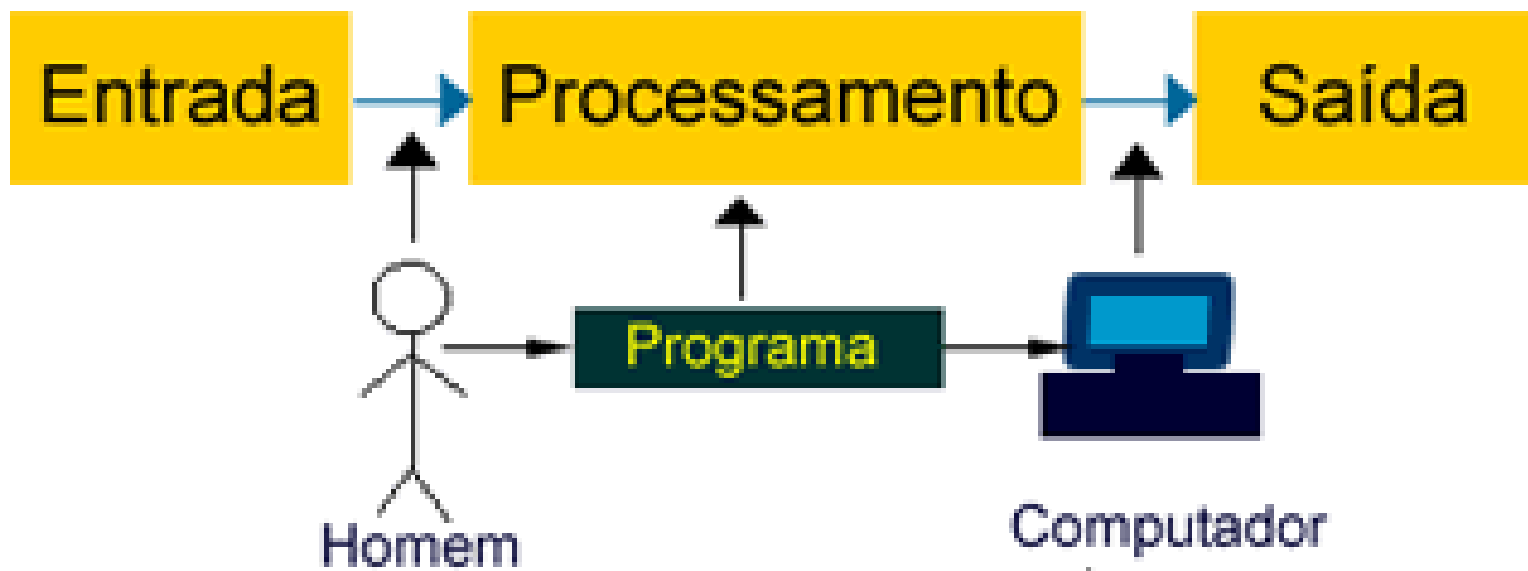 Entrada
Processamento
Saída
Programa
Homem
Computador